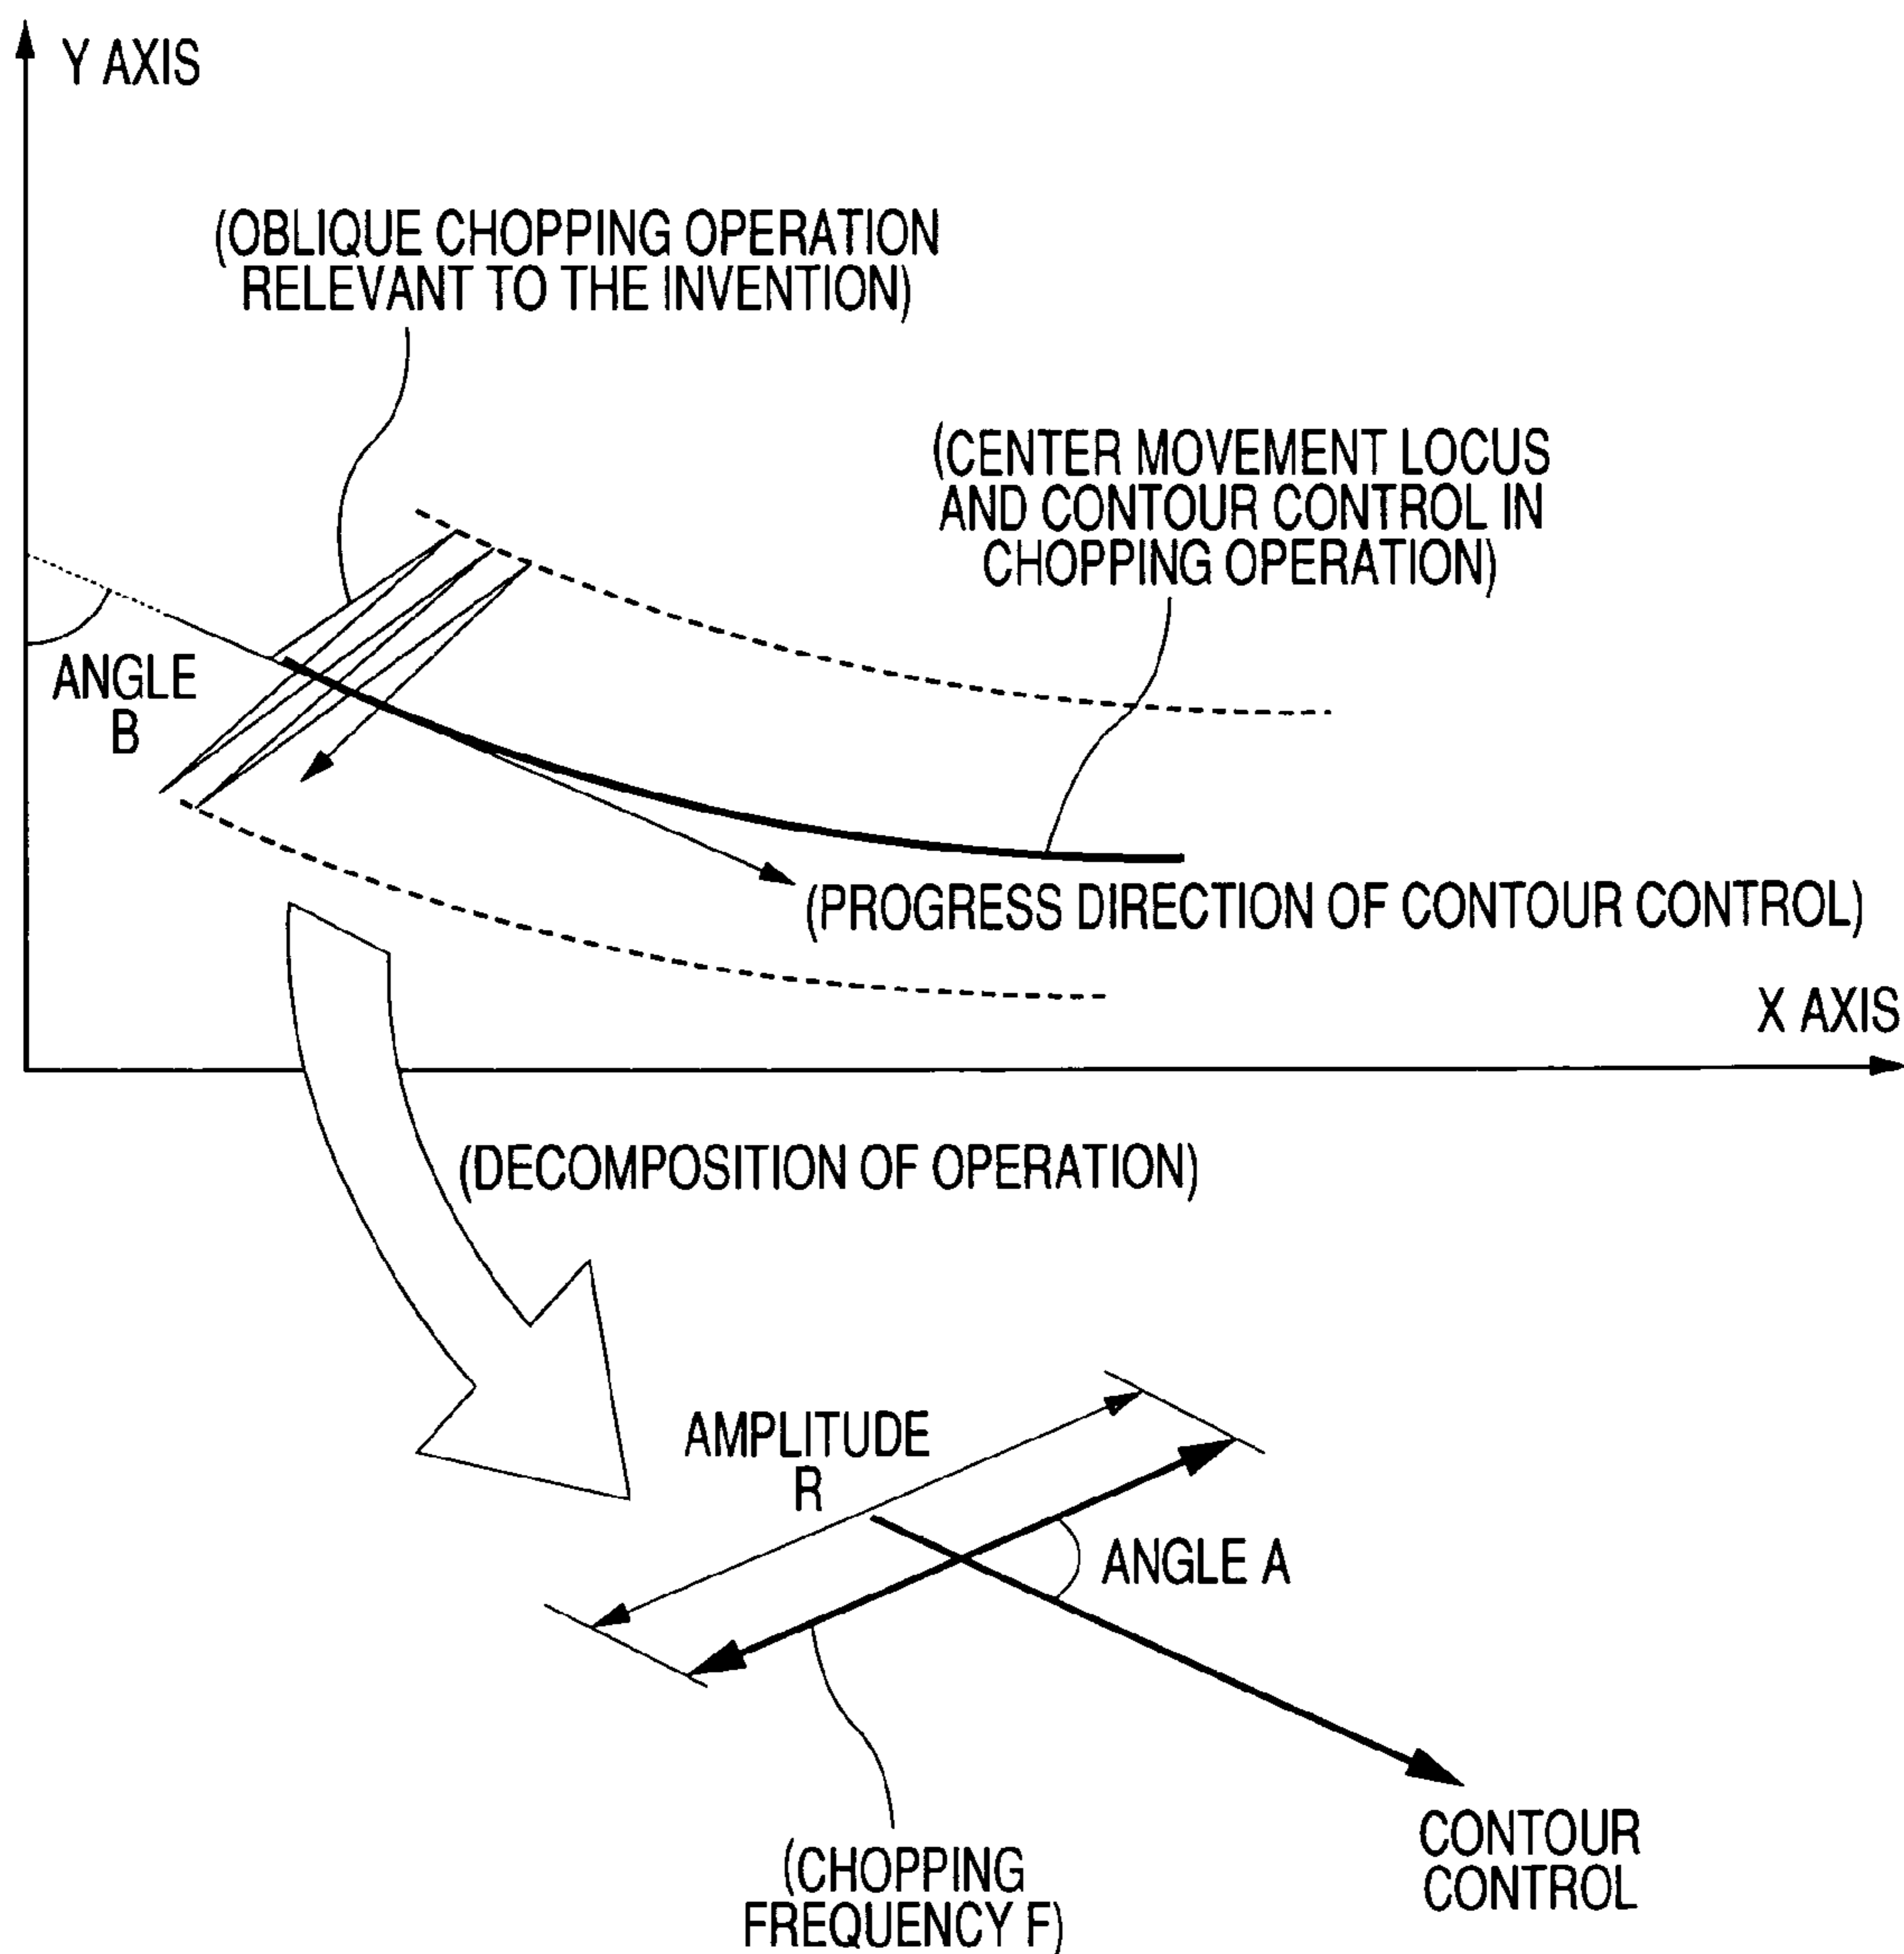 Y AXIS
(OBLIQUE CHOPPING OPERATION
RELEVANT TO THE INVENTION)
(CENTER MOVEMENT LOCUS
AND CONTOUR CONTROL IN
CHOPPING OPERATION)
ANGLE
B
(PROGRESS DIRECTION OF CONTOUR CONTROL)
X AXIS
(DECOMPOSITION OF OPERATION)
AMPLITUDE
R
ANGLE A
CONTOUR
CONTROL
(CHOPPING
FREQUENCY F)